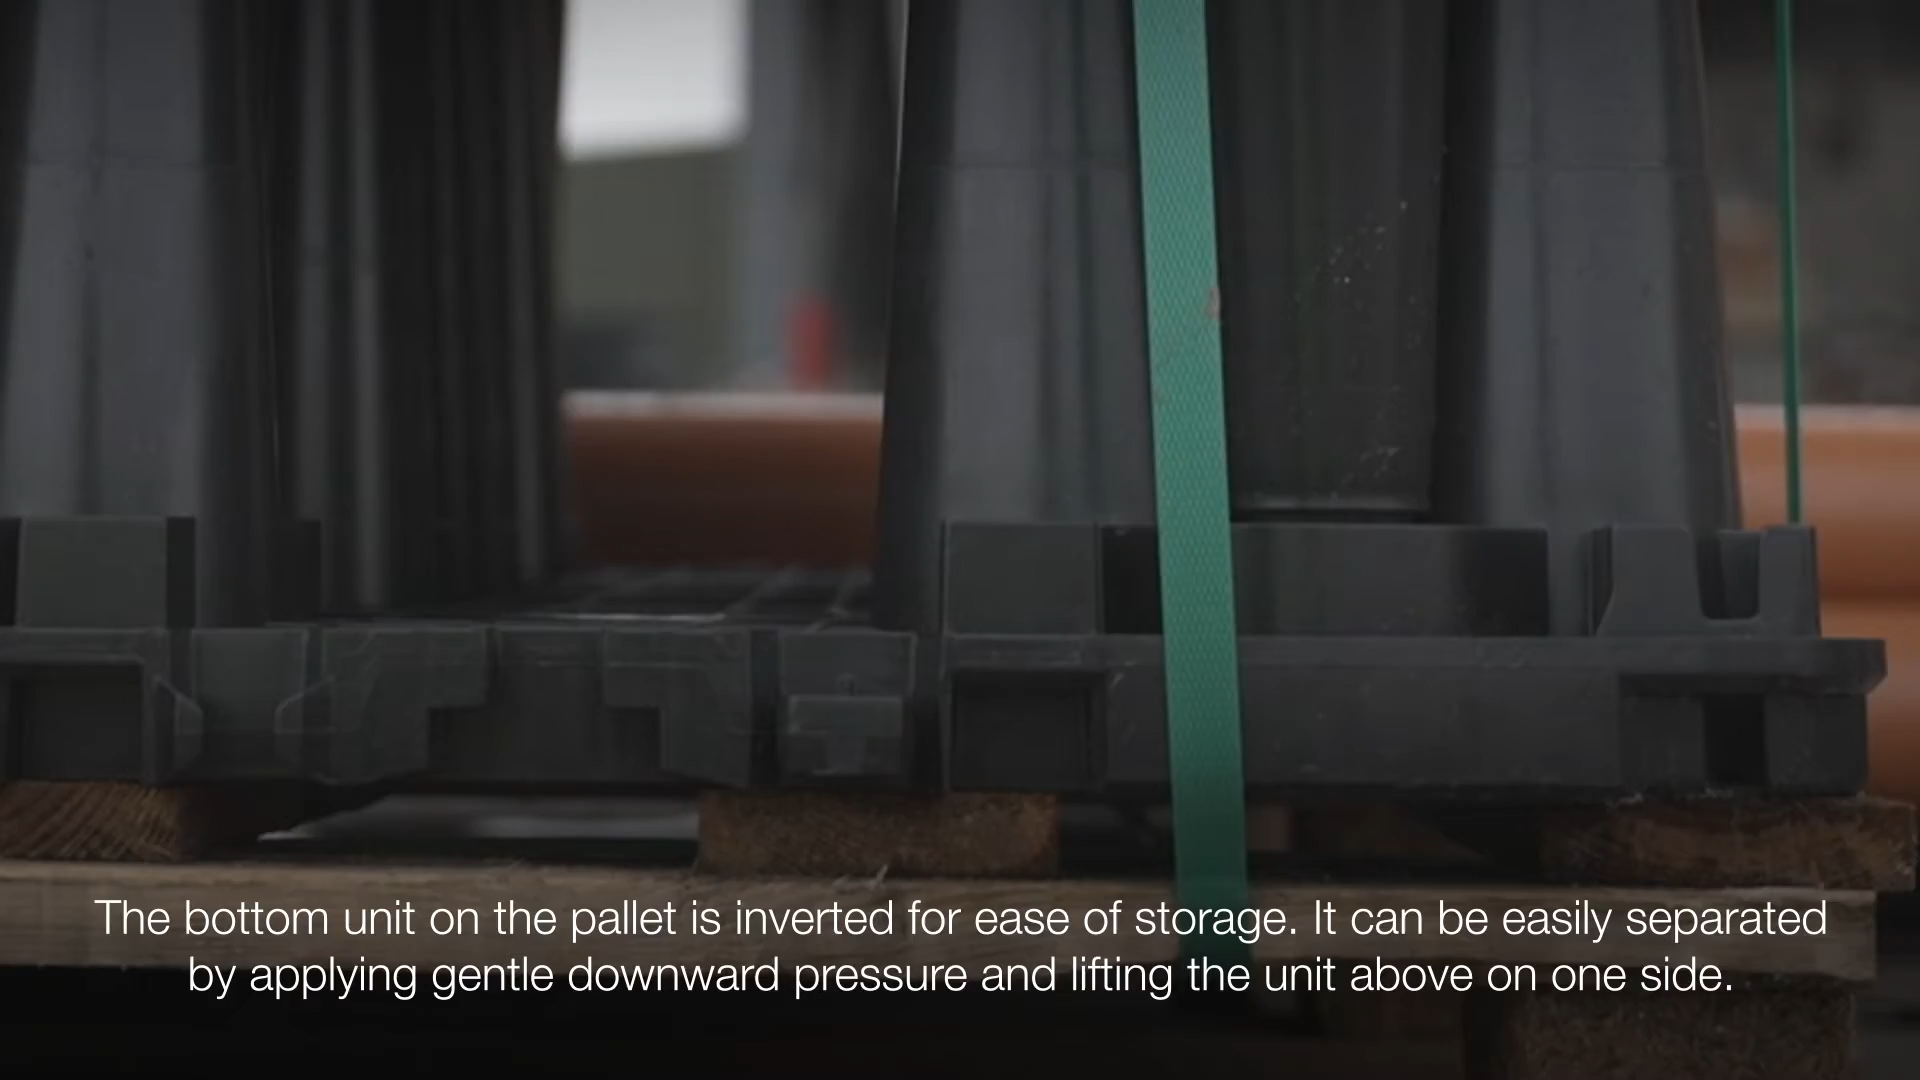 The bottom unit on the pallet is inverted for ease of storage. It can be easily separated
by applying gentle downward pressure and lifting the unit above on one side.